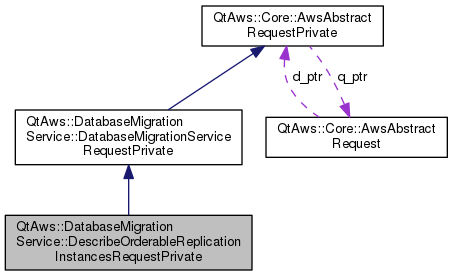 QtAws::Core::AwsAbstract
RequestPrivate
d_ptr
q_ptr
QtAws::DatabaseMigration
Service::DatabaseMigrationService
RequestPrivate
QtAws::Core::AwsAbstract
Request
QtAws::DatabaseMigration
Service::DescribeOrderableReplication
InstancesRequestPrivate